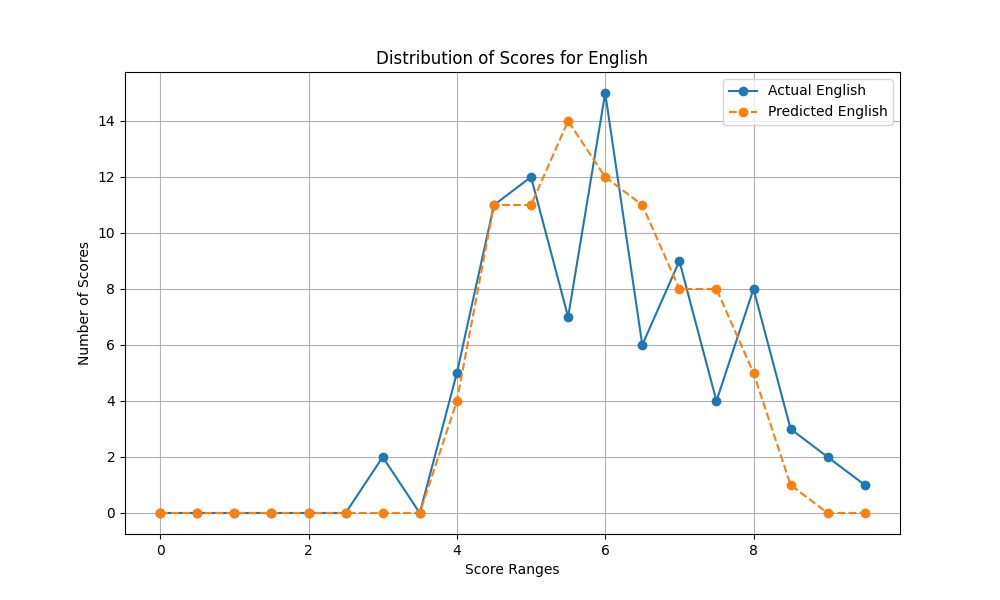 Distribution of Scores for English
Actual English
Predicted English
Number of Scores
14
12
10
8
6
4
2
0
0 2 4 6 8
Score Ranges